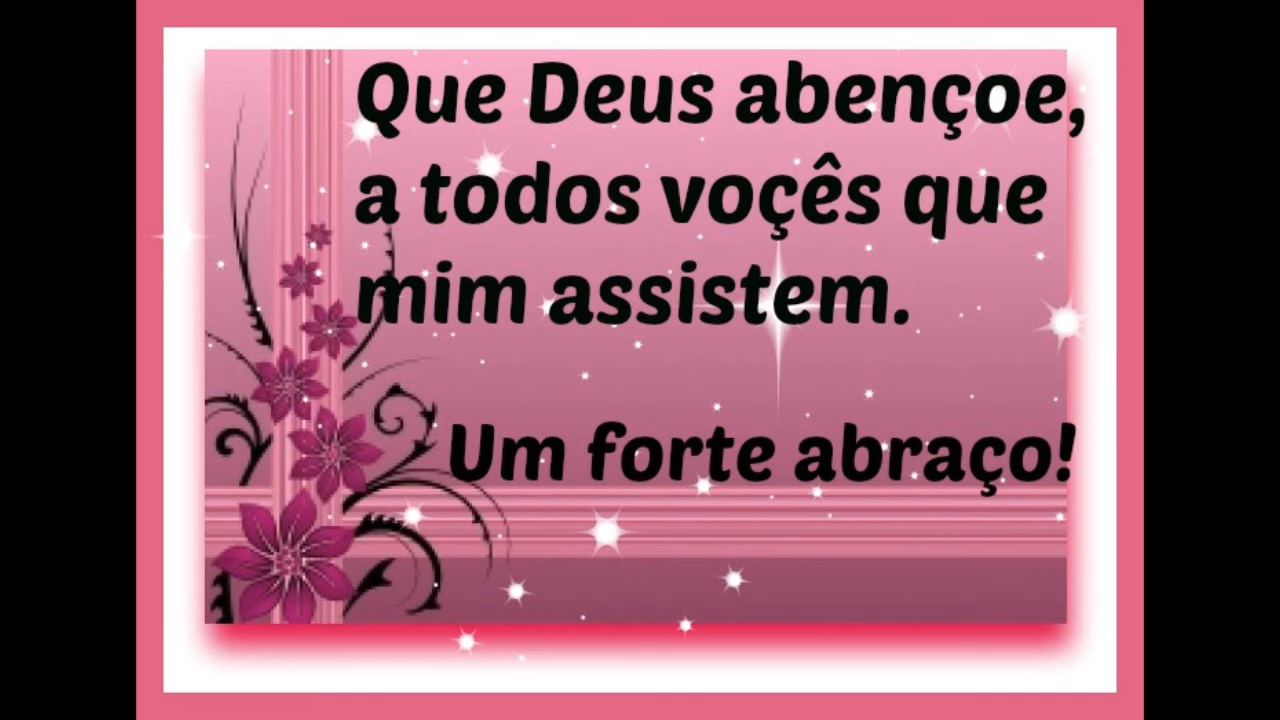 Que Deus abençoe,
a todos voçês que
mim assistem.
Um forte abraço!